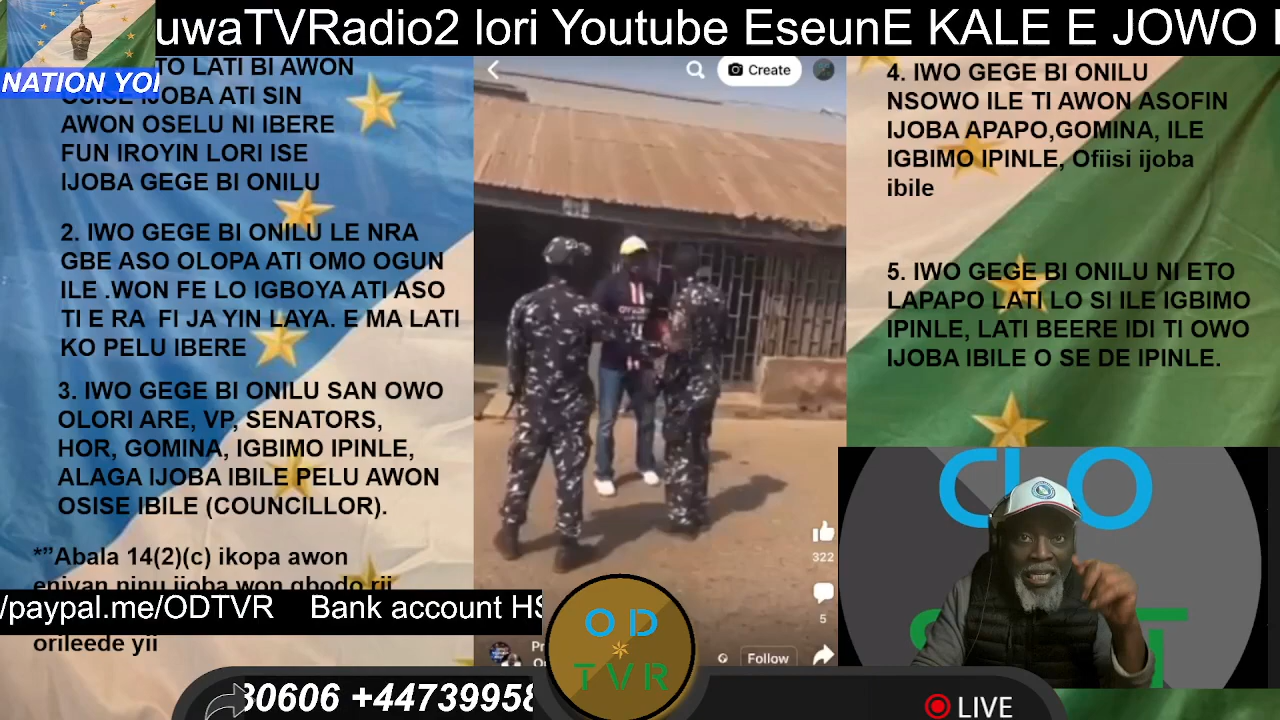 uwaTVRadio2 lori Youtube EseunE KALE E JOWO
NATION YO
TO LATI BI AWON
OSISE IJOBA ATI SIN
AWON OSELU NI IBERE
FUN IROYIN LORI ISE
IJOBA GEGE BI ONILU
2. IWO GEGE BI ONILU LE NRA
GBE ASO OLOPA ATI OMO OGUN
ILE .WON FE LO IGBOYA ATI ASO
TI E RA FI JA YIN LAYA. E MA LATI
KO PELU IBERE
3. IWO GEGE BI ONILU SAN OWO
OLORI ARE, VP, SENATORS,
HOR, GOMINA, IGBIMO IPINLE,
ALAGA IJOBA IBILE PELU AWON
OSISE IBILE (COUNCILLOR).
*”Abala 14(2)(c) ikopa awon
eniyan ninu ijoba won gbodo rii
orileede yii
Create
322
5
Follow
4. IWO GEGE BI ONILU
NSOWO ILE TI AWON ASOFIN
IJOBA APAPO,GOMINA, ILE
IGBIMO IPINLE, Ofiisi ijoba
ibile
5. IWO GEGE BI ONILU NI ETO
LAPAPO LATI LO SI ILE IGBIMO
IPINLE, LATI BEERE IDI TI OWO
IJOBA IBILE O SE DE IPINLE.
/paypal.me/ODTVR Bank account HS
OD
TVR
30606 +44739958
LIVE